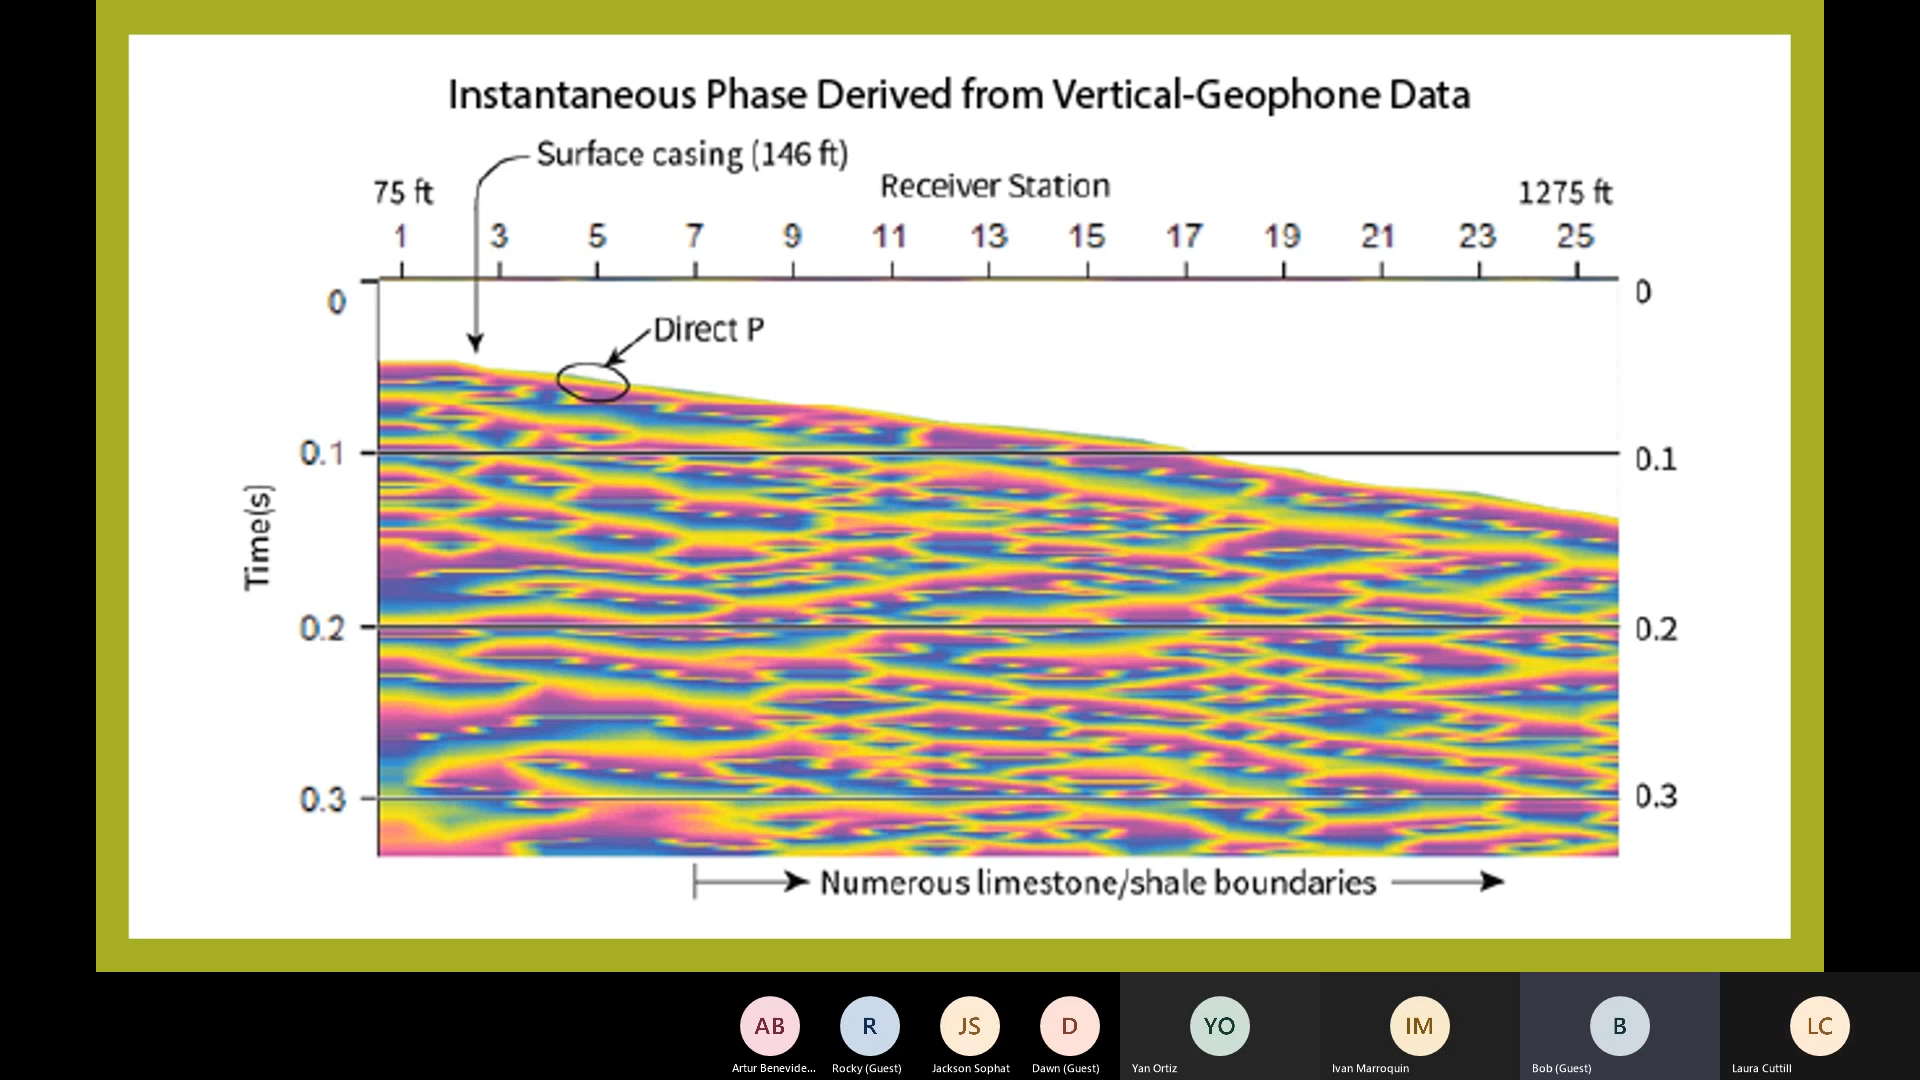 Instantaneous Phase Derived from Vertical-Geophone Data
Surface casing (146 ft)
75 ft
Receiver Station
1275 ft
1 3 5 7 9 11 13 15 17 19 21 23 25
0
0
Direct P
0.1
0.1
Time(s)
0.2
0.2
0.3
0.3
Numerous limestone/shale boundaries
AB R JS D YO IM B LC
Artur Benevide... Rocky (Guest) Jackson Sophat Dawn (Guest) Yan Ortiz Ivan Marroquin Bob (Guest) Laura Cuttill